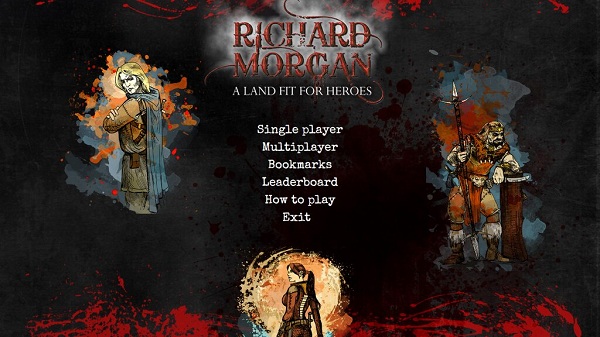 RICHARD
MORGAN
A LAND FIT FOR HEROES
Single player
Multiplayer
Bookmarks
Leaderboard
How to play
Exit